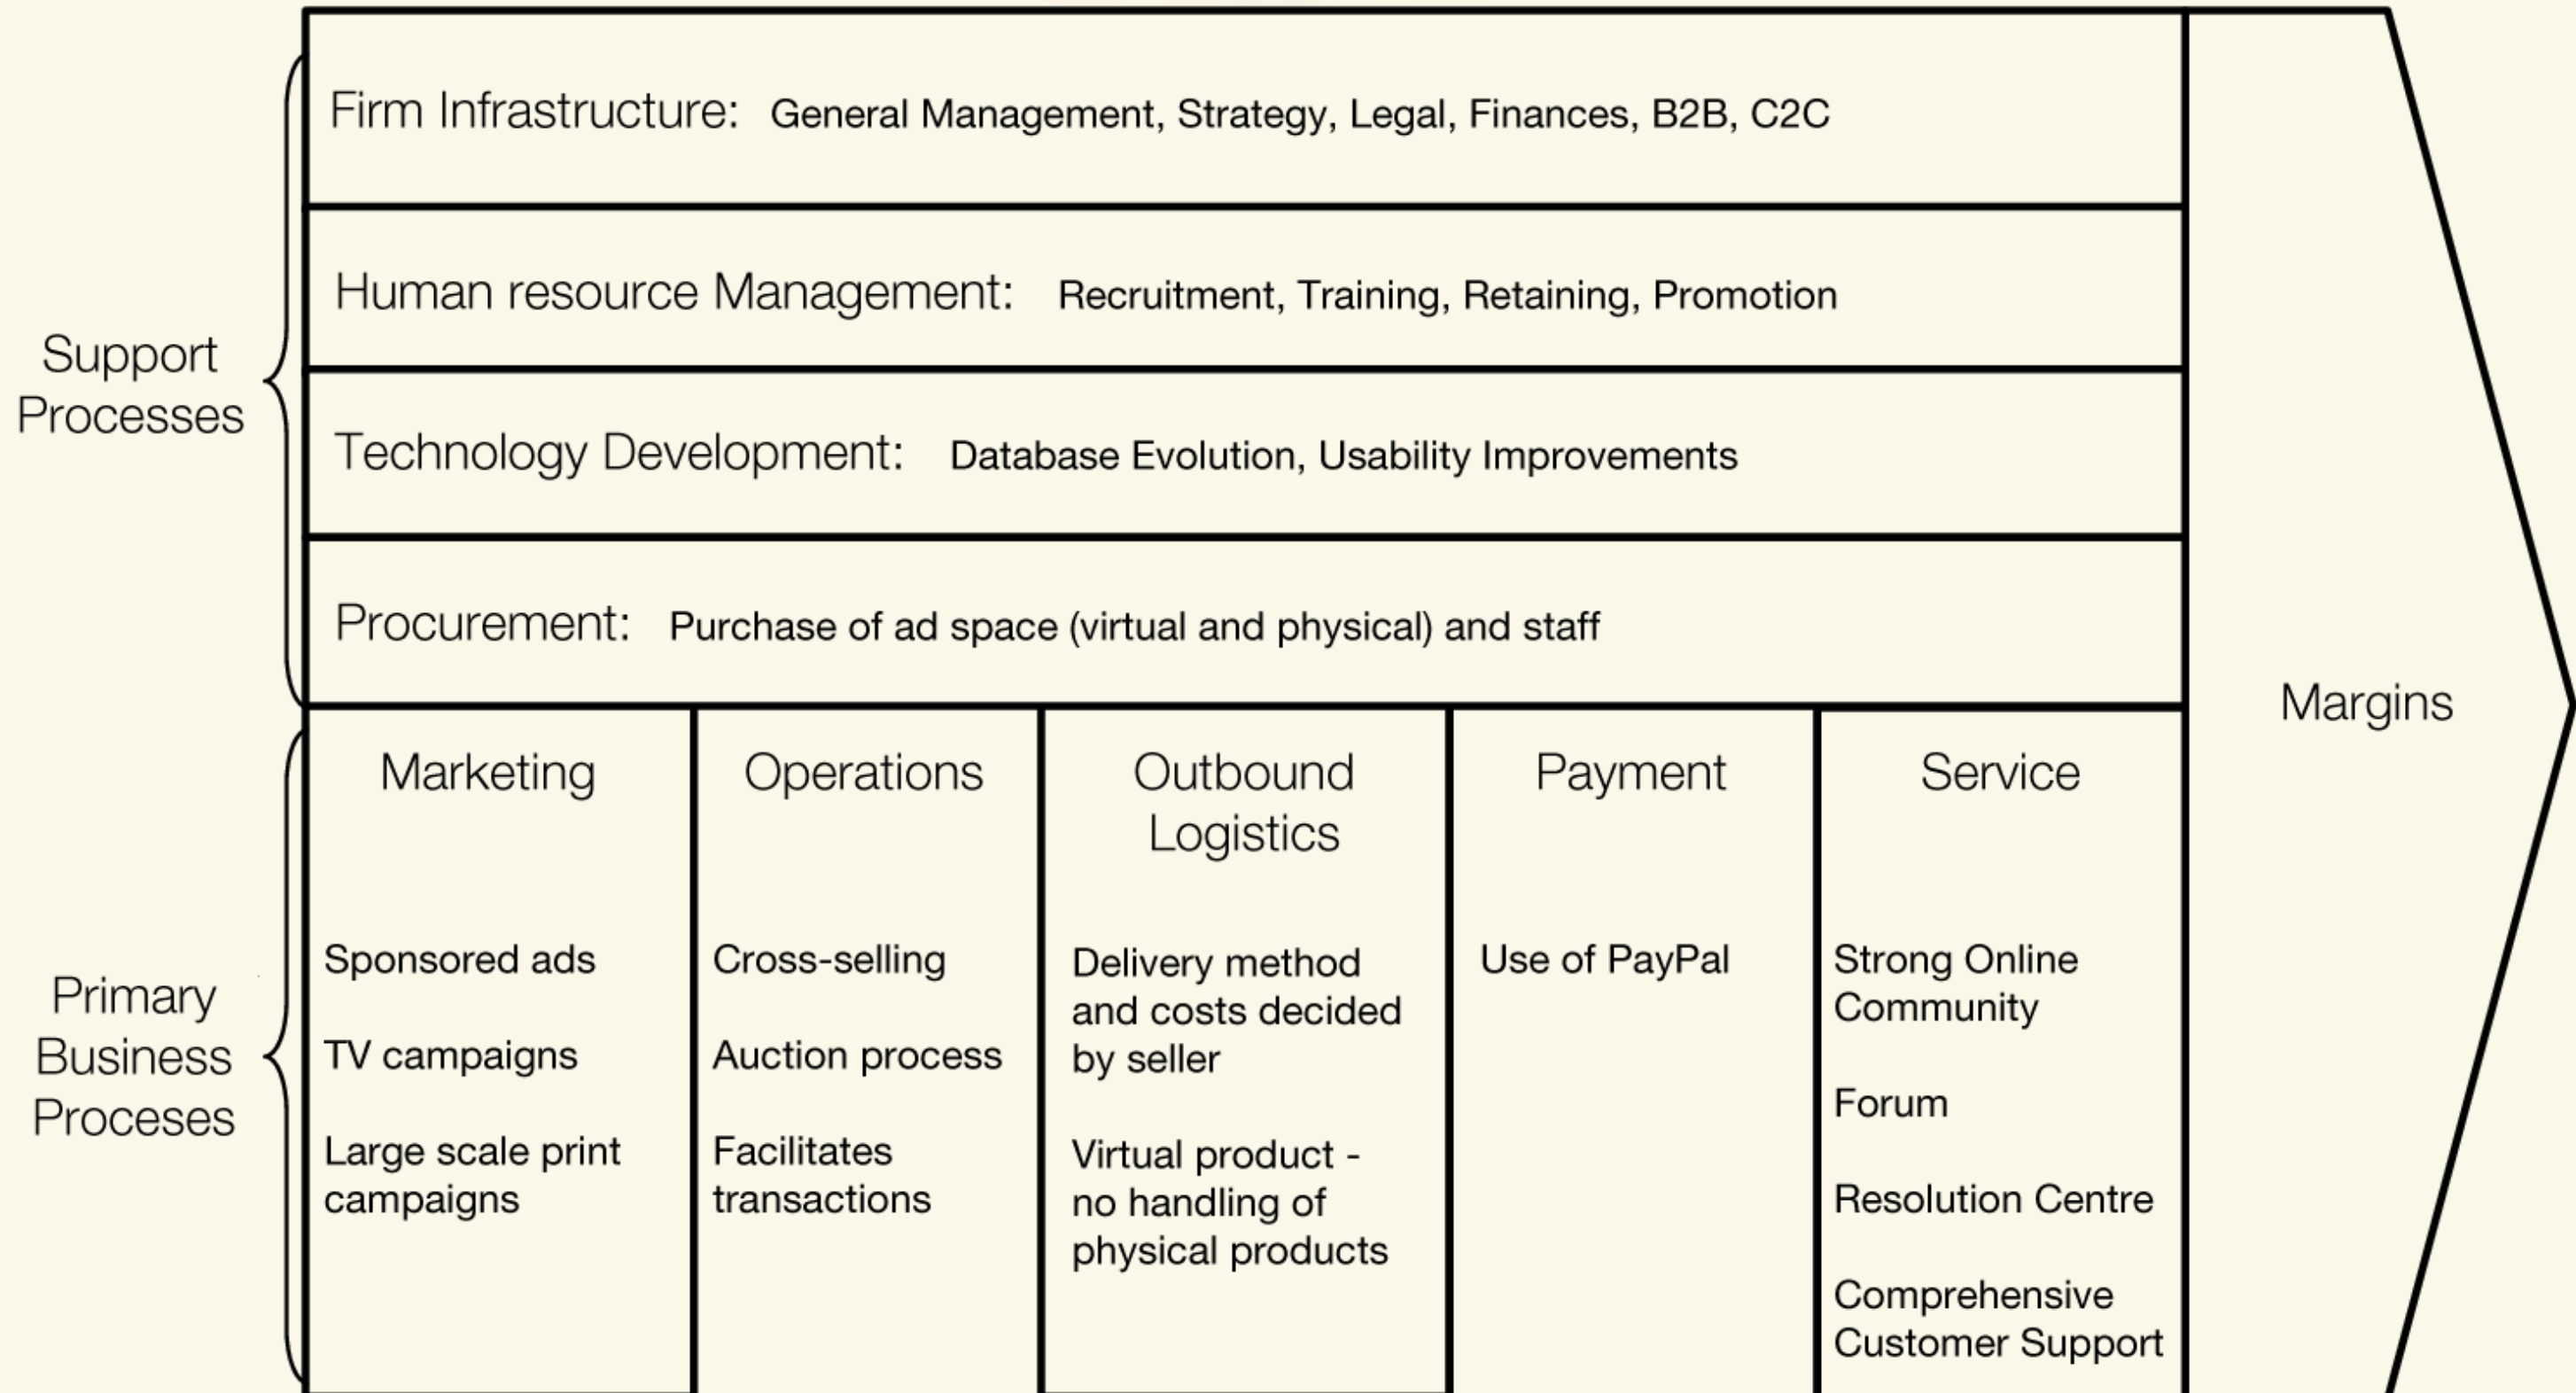 Support
Processes
Firm Infrastructure: General Management, Strategy, Legal, Finances, B2B, C2C
Human resource Management: Recruitment, Training, Retaining, Promotion
Technology Development: Database Evolution, Usability Improvements
Procurement: Purchase of ad space (virtual and physical) and staff
Margins
Primary
Business
Proceses
Marketing
Sponsored ads
TV campaigns
Large scale print
campaigns
Operations
Cross-selling
Auction process
Facilitates
transactions
Outbound
Logistics
Delivery method
and costs decided
by seller
Virtual product -
no handling of
physical products
Payment
Use of PayPal
Service
Strong Online
Community
Forum
Resolution Centre
Comprehensive
Customer Support